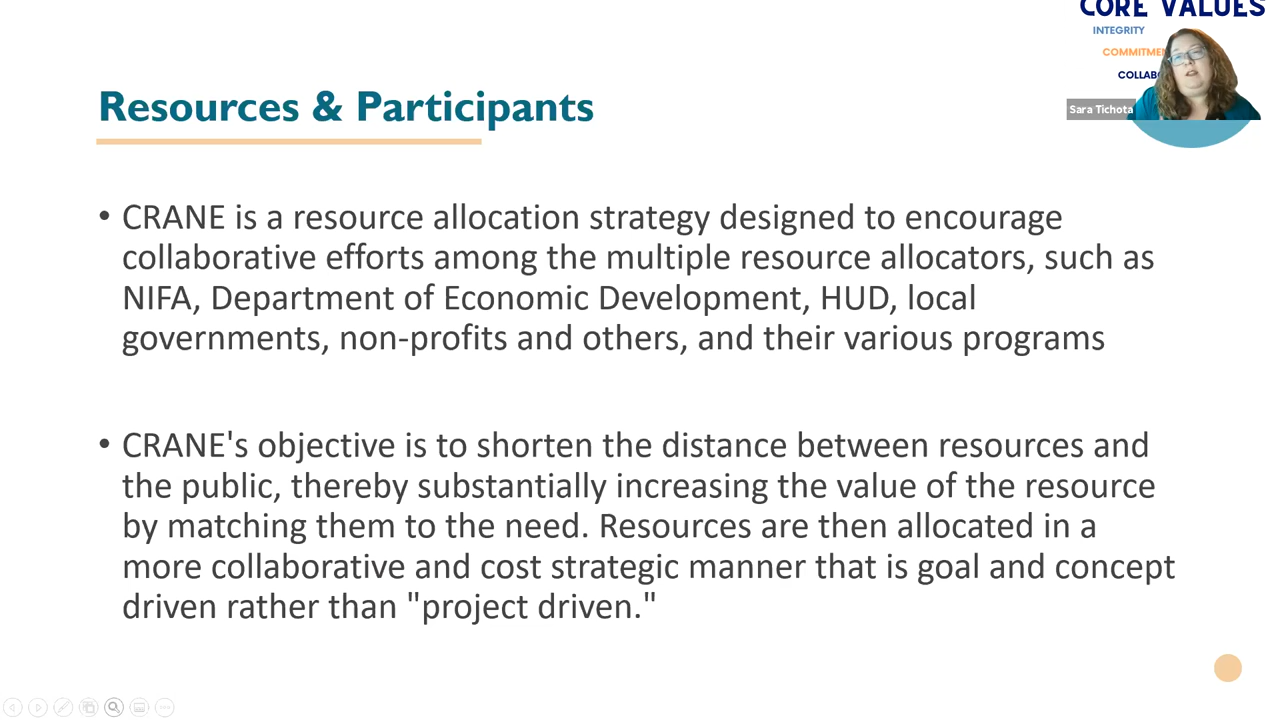 CORE VALUES
INTEGRITY
Sara Tichota
Resources & Participants
• CRANE is a resource allocation strategy designed to encourage
collaborative efforts among the multiple resource allocators, such as
NIFA, Department of Economic Development, HUD, local
governments, non-profits and others, and their various programs
• CRANE's objective is to shorten the distance between resources and
the public, thereby substantially increasing the value of the resource
by matching them to the need. Resources are then allocated in a
more collaborative and cost strategic manner that is goal and concept
driven rather than "project driven."